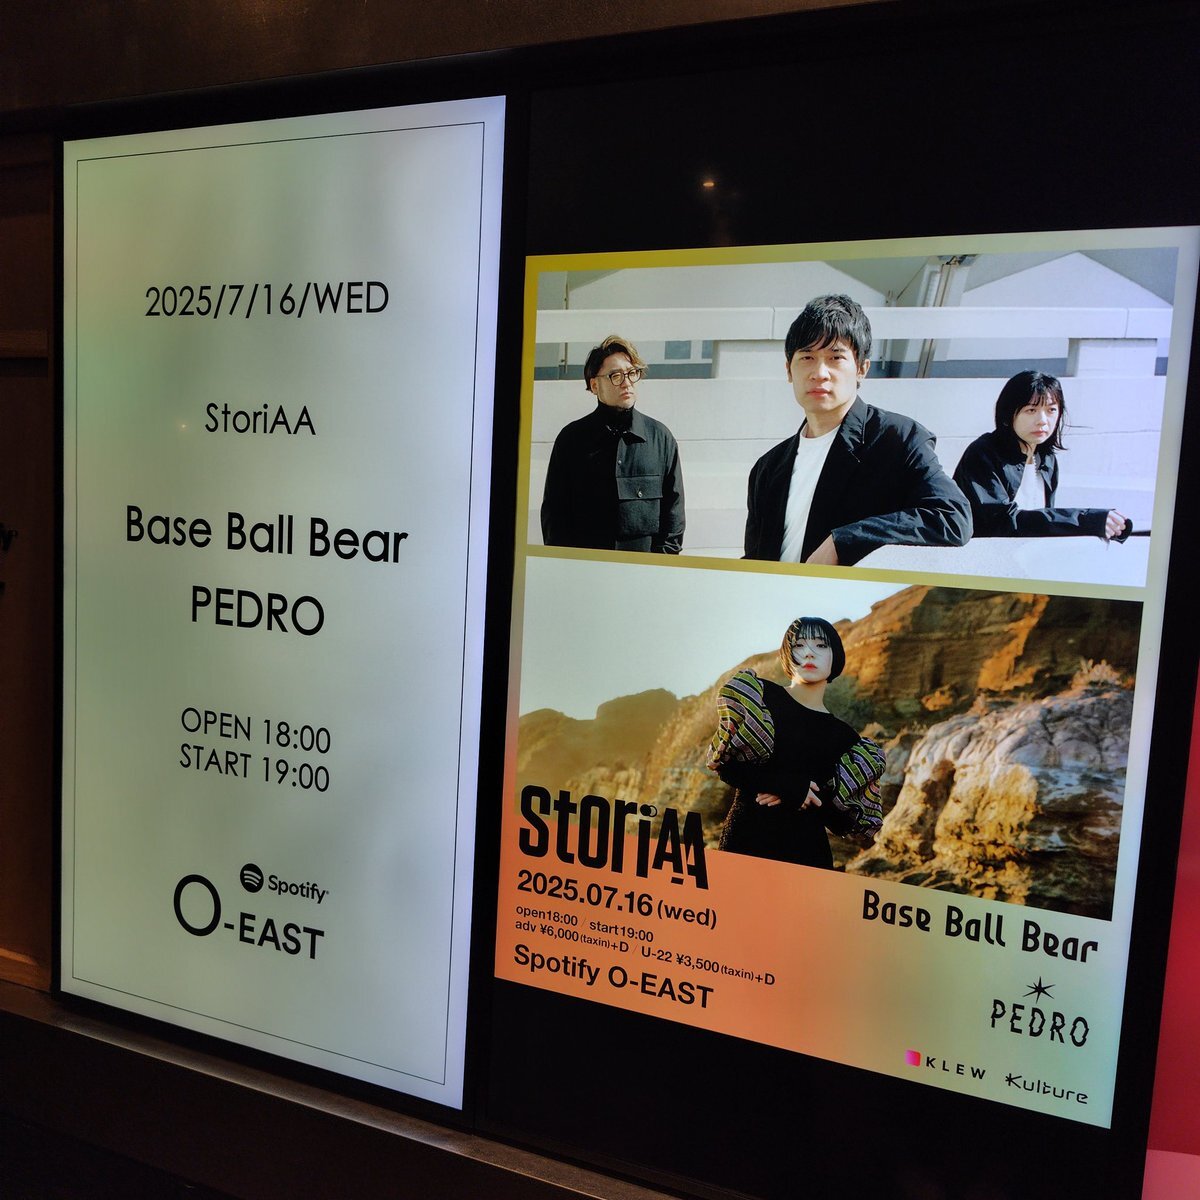 2025/7/16/WED
StoriAA
Base Ball Bear
PEDRO
OPEN 18:00
START 19:00
Spotify
O-EAST
StoriAA
2025.07.16 (wed)
open18:00 / start19:00
adv ¥6,000(taxin)+D / U-22 ¥3,500(taxin)+D
Spotify O-EAST
Base Ball Bear
PEDRO
KLEW Kulture